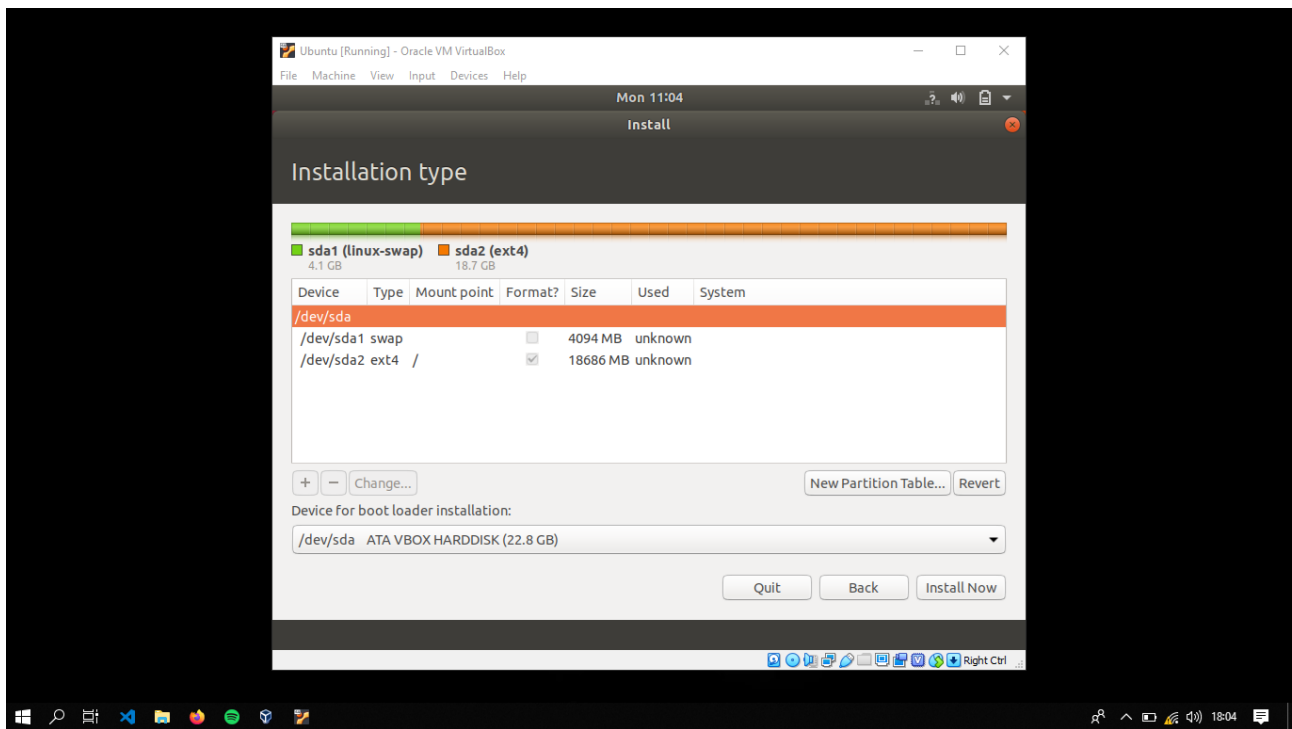 Ubuntu [Running] - Oracle VM VirtualBox
File Machine View Input Devices Help
Mon 11:04
Install
Installation type
sda1 (linux-swap) sda2 (ext4)
4.1 GB 18.7 GB
Device Type Mount point Format? Size Used System
/dev/sda
/dev/sda1 swap 4094 MB unknown
/dev/sda2 ext4 / 18686 MB unknown
+ − Change... New Partition Table... Revert
Device for boot loader installation:
/dev/sda ATA VBOX HARDDISK (22.8 GB)
Quit Back Install Now
Right Ctrl
18:04